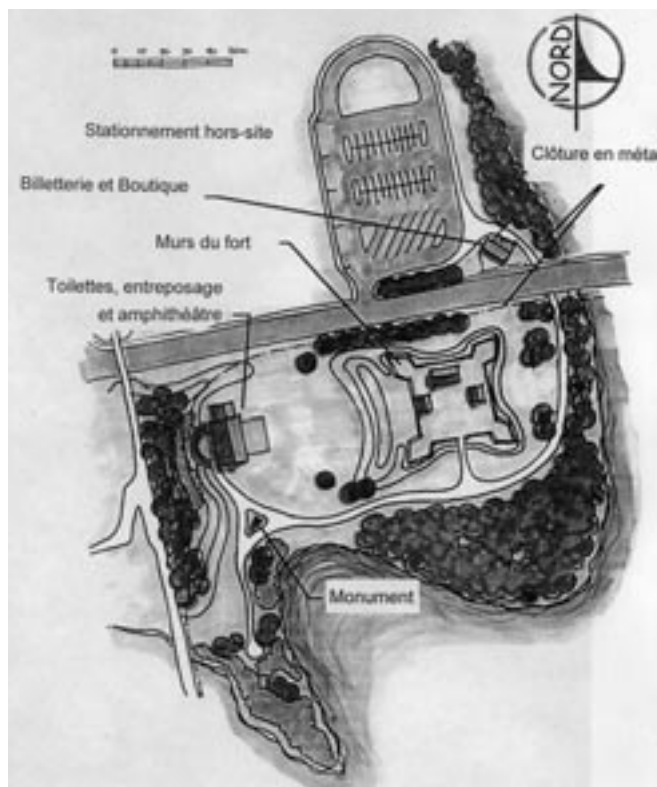 NORD
Stationnement hors-site
Clôture en méta
Billetterie et Boutique
Murs du fort
Toilettes, entreposage
et amphithéâtre
Monument